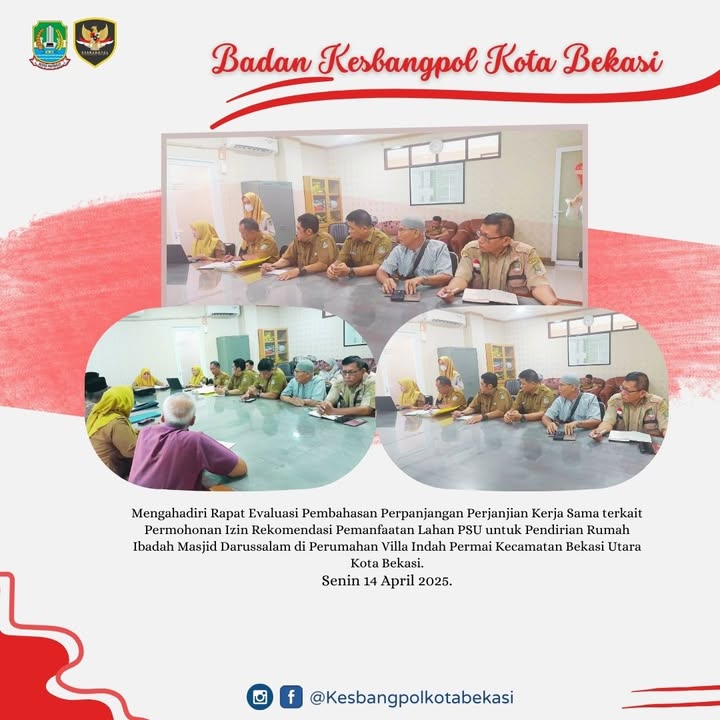 Badan Kesbangpol Kota Bekasi
Mengahadiri Rapat Evaluasi Pembahasan Perpanjangan Perjanjian Kerja Sama terkait
Permohonan Izin Rekomendasi Pemanfaatan Lahan PSU untuk Pendirian Rumah
Ibadah Masjid Darussalam di Perumahan Villa Indah Permai Kecamatan Bekasi Utara
Kota Bekasi.
Senin 14 April 2025.
@Kesbangpolkotabekasi